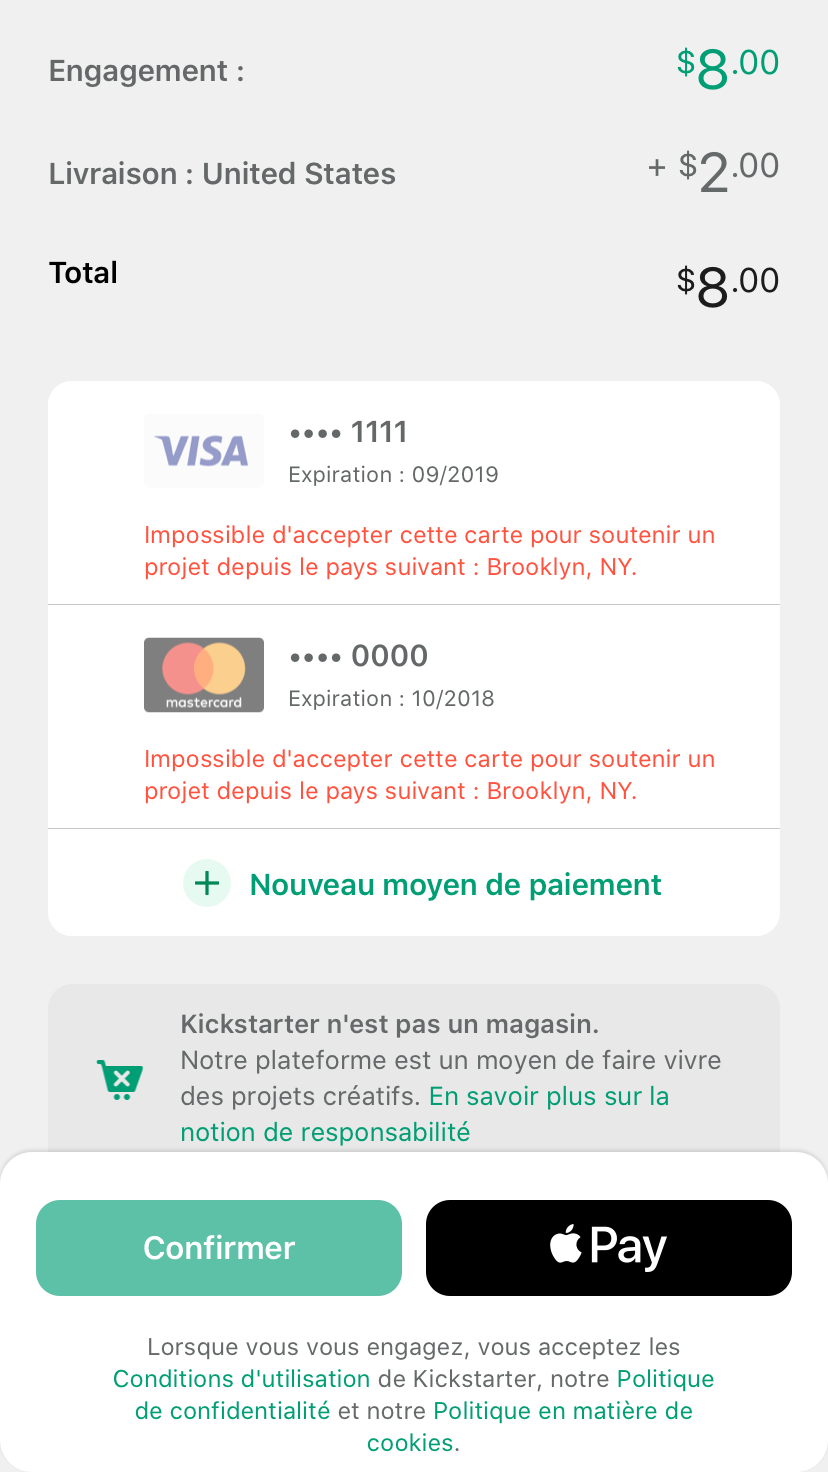 Engagement :
$8.00
Livraison : United States
+ $2.00
Total
$8.00
VISA
•••• 1111
Expiration : 09/2019
Impossible d'accepter cette carte pour soutenir un
projet depuis le pays suivant : Brooklyn, NY.
mastercard
•••• 0000
Expiration : 10/2018
Impossible d'accepter cette carte pour soutenir un
projet depuis le pays suivant : Brooklyn, NY.
+ Nouveau moyen de paiement
Kickstarter n'est pas un magasin.
Notre plateforme est un moyen de faire vivre
des projets créatifs. En savoir plus sur la
notion de responsabilité
Confirmer
Pay
Lorsque vous vous engagez, vous acceptez les
Conditions d'utilisation de Kickstarter, notre Politique
de confidentialité et notre Politique en matière de
cookies.